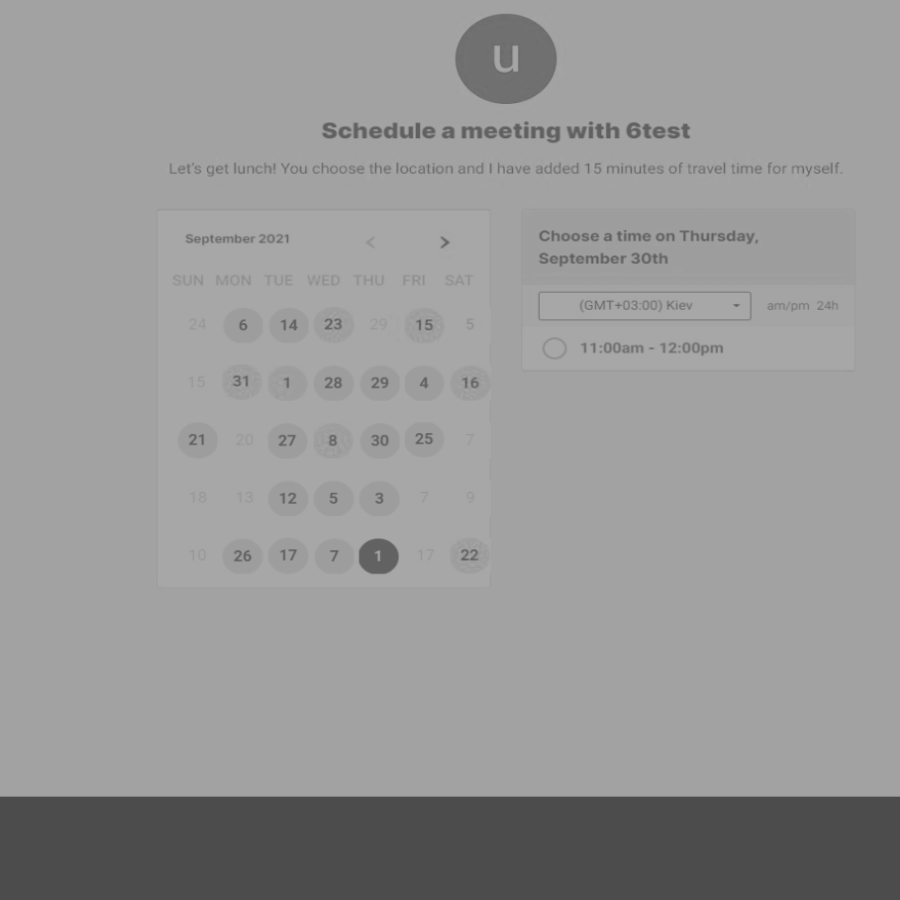 u
Schedule a meeting with 6test
Let's get lunch! You choose the location and I have added 15 minutes of travel time for myself.
September 2021
SUN MON TUE WED THU FRI SAT
24 6 14 23 29 15 5
15 31 1 28 29 4 16
21 20 27 8 30 25 7
18 13 12 5 3 7 9
10 26 17 7 1 17 22
Choose a time on Thursday,
September 30th
(GMT+03:00) Kiev am/pm 24h
11:00am - 12:00pm